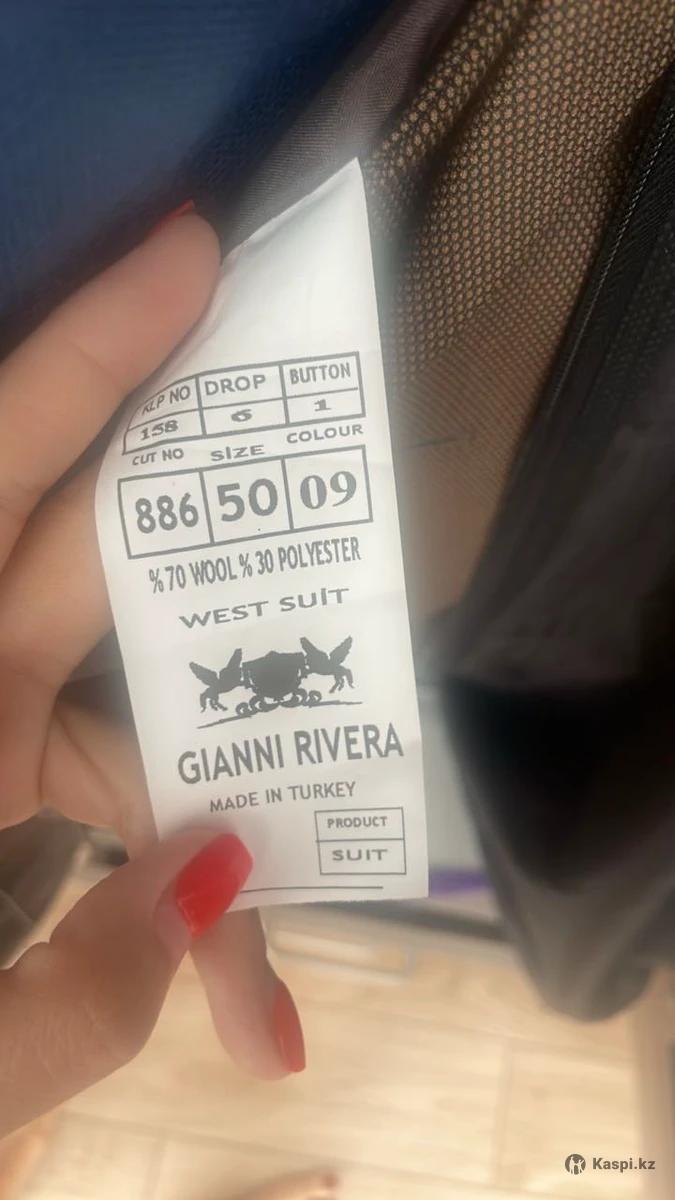 KLP NO DROP BUTTON
158 6 1
CUT NO SIZE COLOUR
886 50 09
% 70 WOOL % 30 POLYESTER
WEST SUIT
GIANNI RIVERA
MADE IN TURKEY
PRODUCT
SUIT
Kaspi.kz